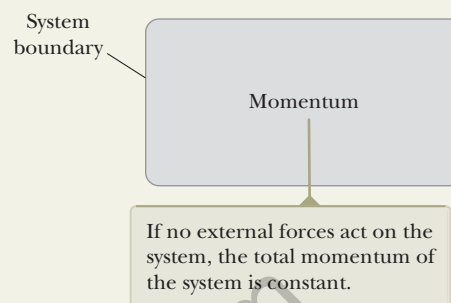 System
boundary
Momentum
If no external forces act on the
system, the total momentum of
the system is constant.